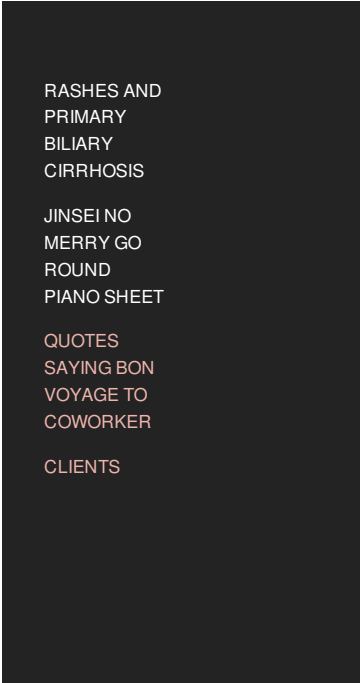 RASHES AND
PRIMARY
BILIARY
CIRRHOSIS
JINSEI NO
MERRY GO
ROUND
PIANO SHEET
QUOTES
SAYING BON
VOYAGE TO
COWORKER
CLIENTS